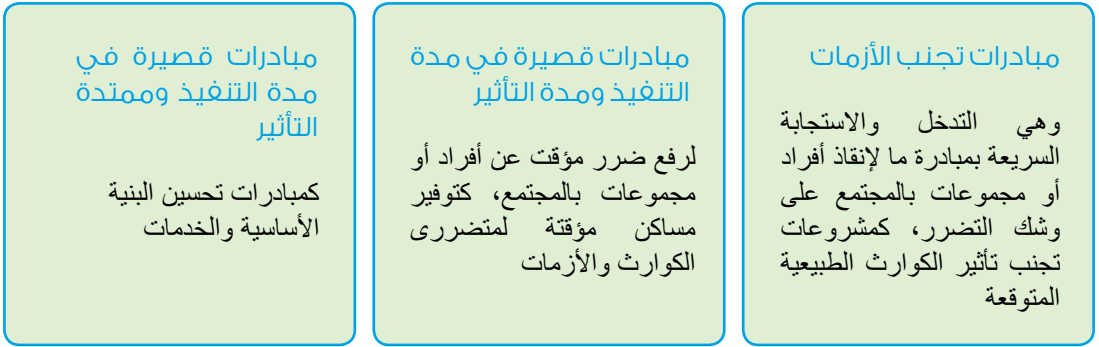 مبادرات تجنب الأزمات
وهي التدخل والاستجابة
السريعة بمبادرة ما لإنقاذ أفراد
أو مجموعات بالمجتمع على
وشك التضرر، كمشروعات
تجنب تأثير الكوارث الطبيعية
المتوقعة
مبادرات قصيرة في مدة
التنفيذ ومدة التأثير
لرفع ضرر مؤقت عن أفراد أو
مجموعات بالمجتمع، كتوفير
مساكن مؤقتة لمتضررى
الكوارث والأزمات
مبادرات قصيرة في
مدة التنفيذ وممتدة
التأثير
كمبادرات تحسين البنية
الأساسية والخدمات